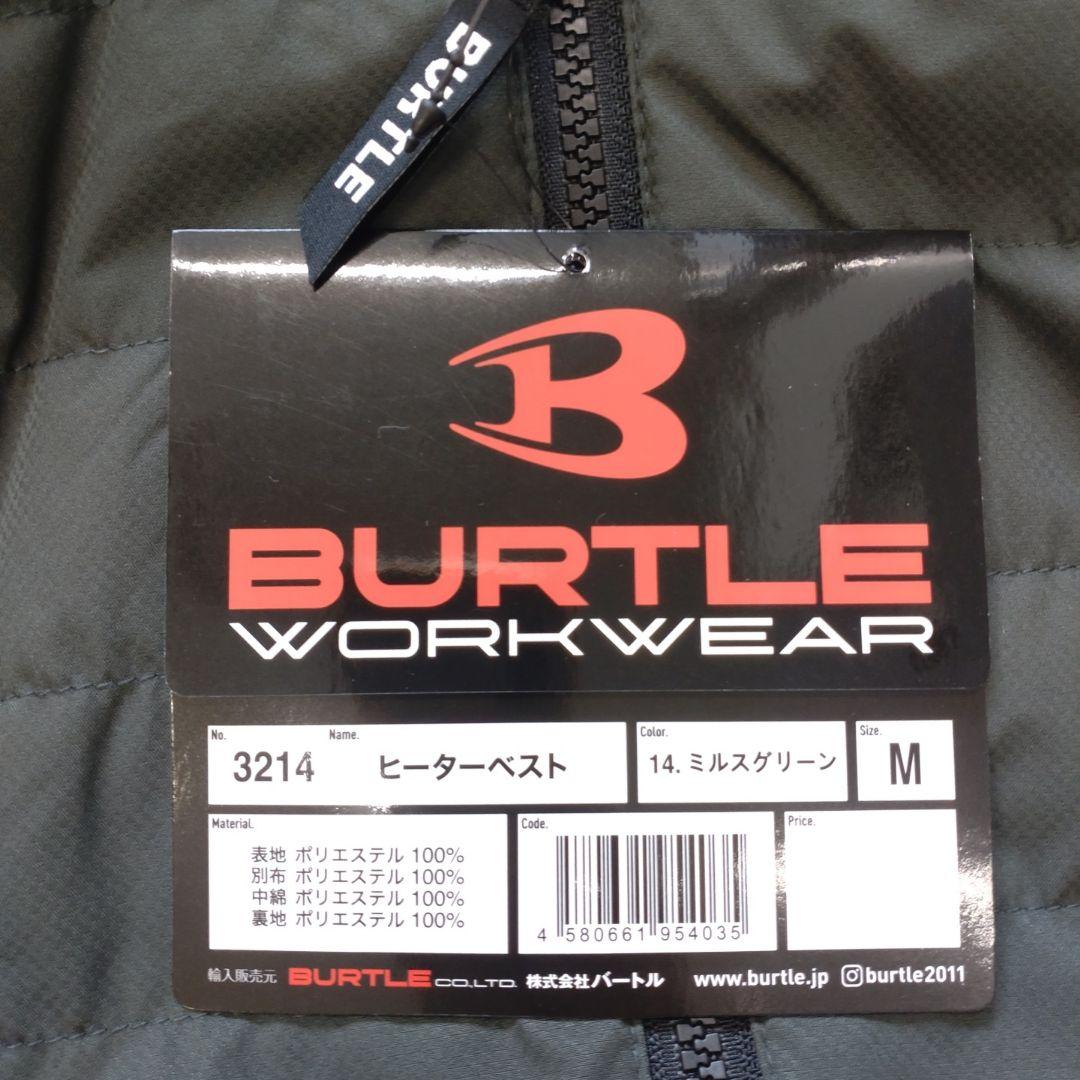 BURTLE
B
BURTLE
WORKWEAR
No. Name. Color. Size.
3214 ヒーターベスト 14. ミルスグリーン M
Material. Code. Price.
表地 ポリエステル 100%
別布 ポリエステル 100%
中綿 ポリエステル 100%
裏地 ポリエステル 100%
4 580661 954035
輸入販売元 BURTLE CO.,LTD. 株式会社バートル www.burtle.jp burtle2011